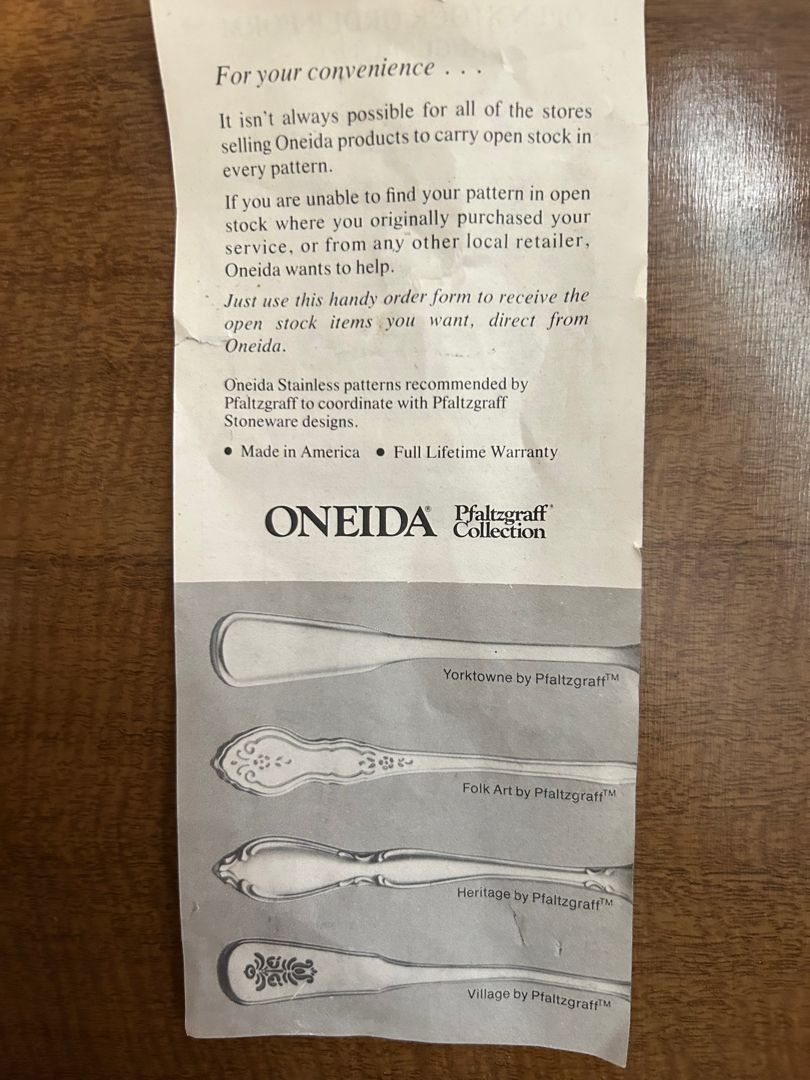 For your convenience . . .
It isn't always possible for all of the stores
selling Oneida products to carry open stock in
every pattern.
If you are unable to find your pattern in open
stock where you originally purchased your
service, or from any other local retailer,
Oneida wants to help.
Just use this handy order form to receive the
open stock items you want, direct from
Oneida.
Oneida Stainless patterns recommended by
Pfaltzgraff to coordinate with Pfaltzgraff
Stoneware designs.
• Made in America • Full Lifetime Warranty
ONEIDA® Pfaltzgraff™
Collection
Yorktowne by Pfaltzgraff™
Folk Art by Pfaltzgraff™
Heritage by Pfaltzgraff™
Village by Pfaltzgraff™